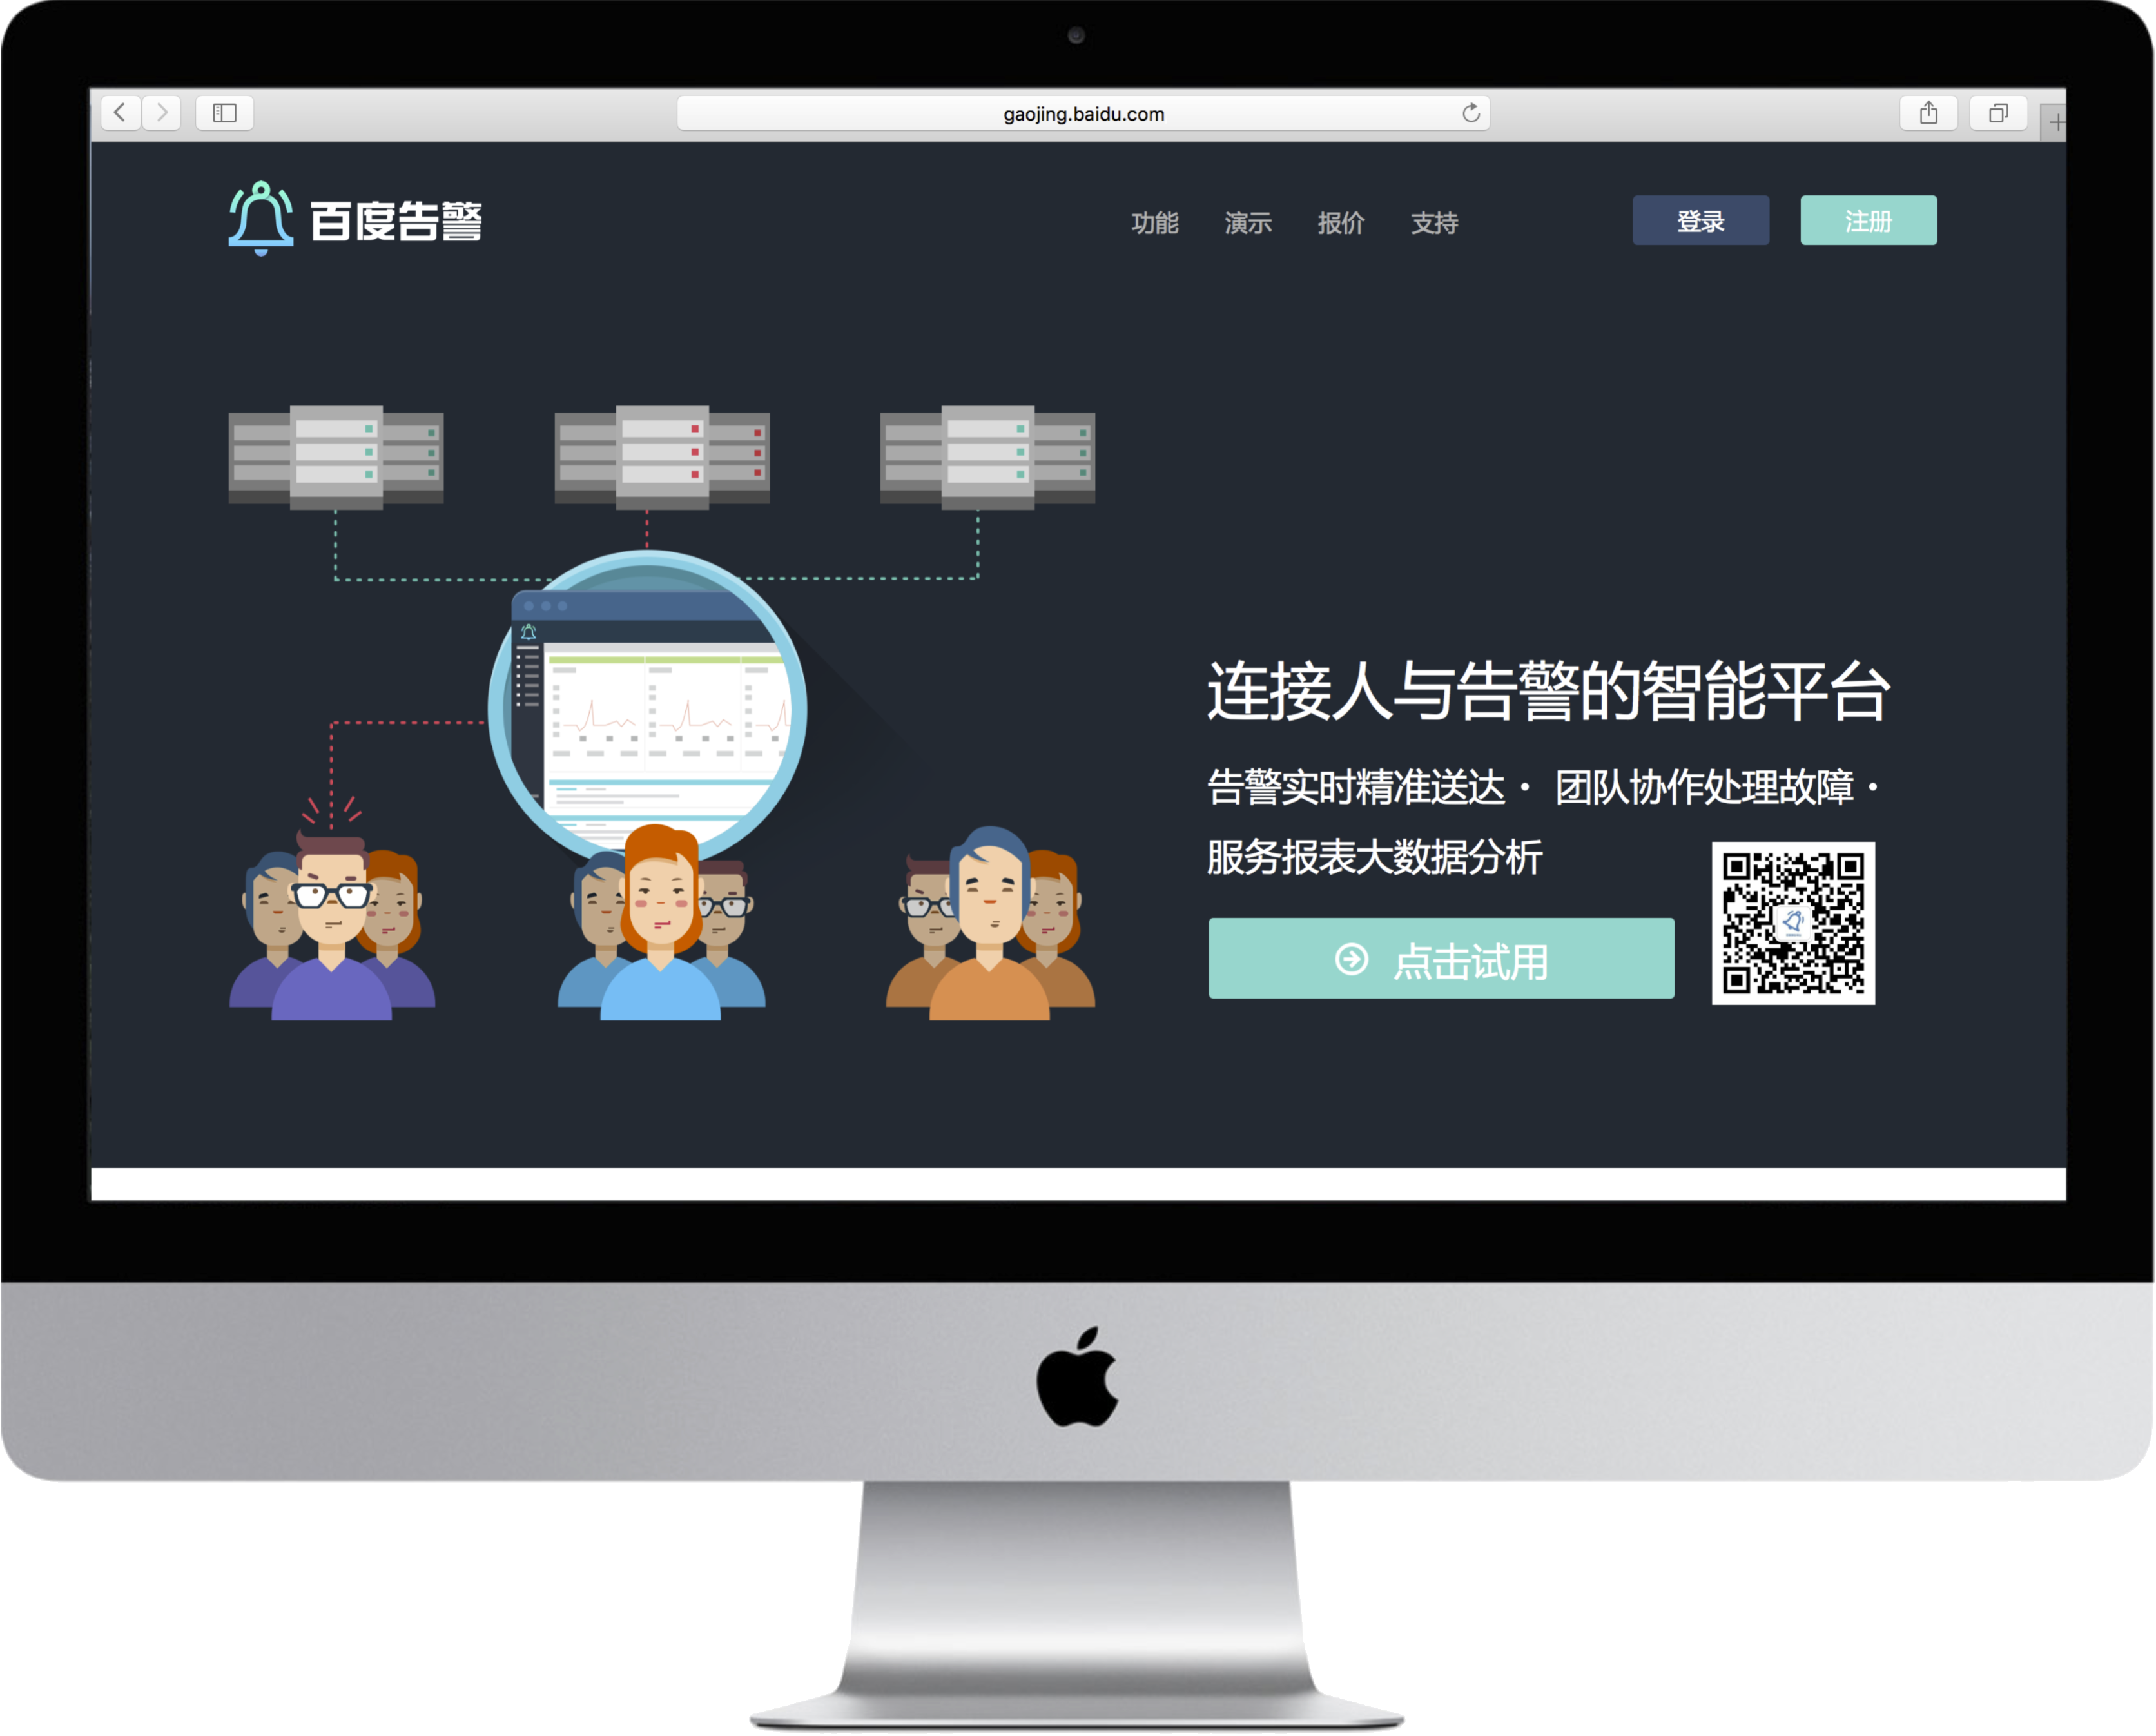 gaojing.baidu.com
百度告警
功能 演示 报价 支持 登录 注册
连接人与告警的智能平台
告警实时精准送达・ 团队协作处理故障・
服务报表大数据分析
点击试用